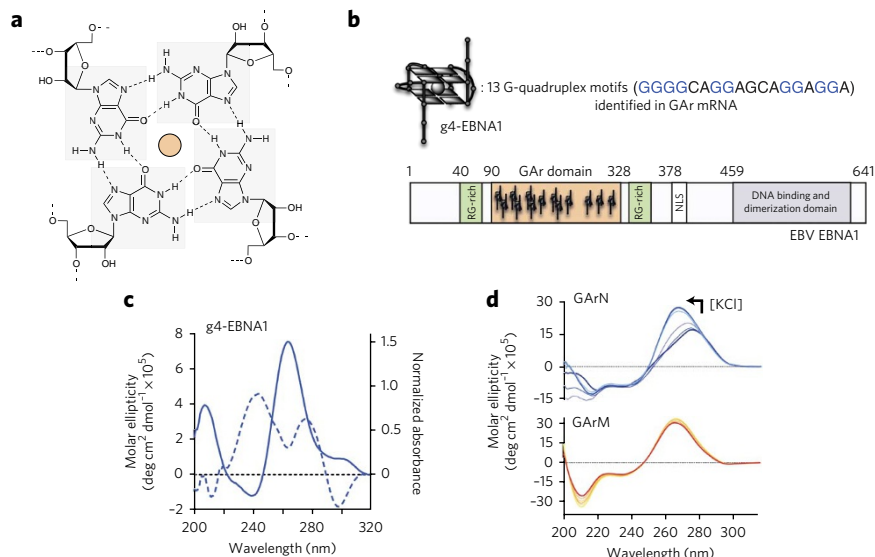 a
b
c
d
OH
O
O
HO
O
O
H
N
N
N
N
N
H
H
O
N
N
N
N
O
N
N
H
N
H
H
H
N
H
N
H
O
N
N
N
N
O
O
N
H
N
N
N
N
H
H
OH
O
O
O
O
OH
O
: 13 G-quadruplex motifs (GGGGCAGGAGCAGGAGGA)
identified in GAr mRNA
g4-EBNA1
1 40 90 GAr domain 328 378 459 641
RG-rich
RG-rich
NLS
DNA binding and
dimerization domain
EBV EBNA1
g4-EBNA1
8
6
4
2
0
−2
1.5
1.0
0.5
0
200 240 280 320
Wavelength (nm)
Molar ellipticity
(deg cm² dmol⁻¹ × 10⁵)
Normalized absorbance
GArN
[KCl]
30
15
0
−15
GArM
30
15
0
−15
−30
200 220 240 260 280 300
Wavelength (nm)
Molar ellipticity
(deg cm² dmol⁻¹ × 10⁵)